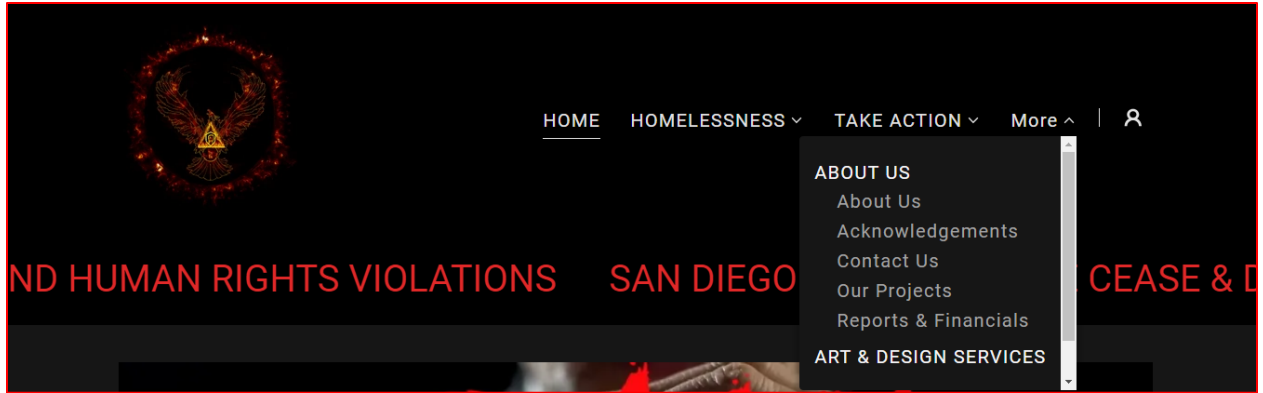 HOME HOMELESSNESS TAKE ACTION More
ABOUT US
About Us
Acknowledgements
Contact Us
Our Projects
Reports & Financials
ART & DESIGN SERVICES
HUMAN RIGHTS VIOLATIONS SAN DIEGO CEASE &